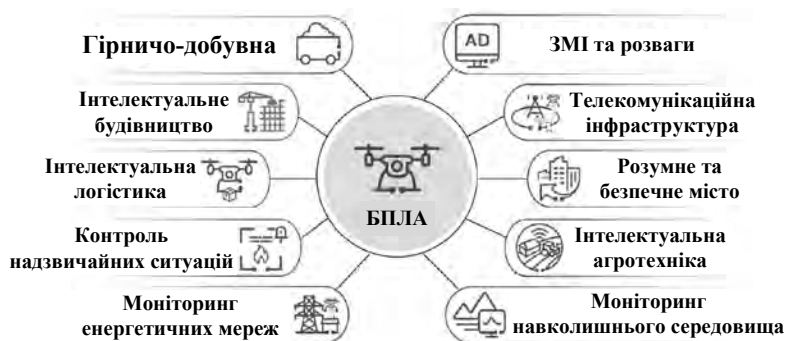 Гірничо-добувна
Інтелектуальне
будівництво
Інтелектуальна
логістика
Контроль
надзвичайних ситуацій
Моніторинг
енергетичних мереж
БПЛА
AD
ЗМІ та розваги
Телекомунікаційна
інфраструктура
Розумне та
безпечне місто
Інтелектуальна
агротехніка
Моніторинг
навколишнього середовища